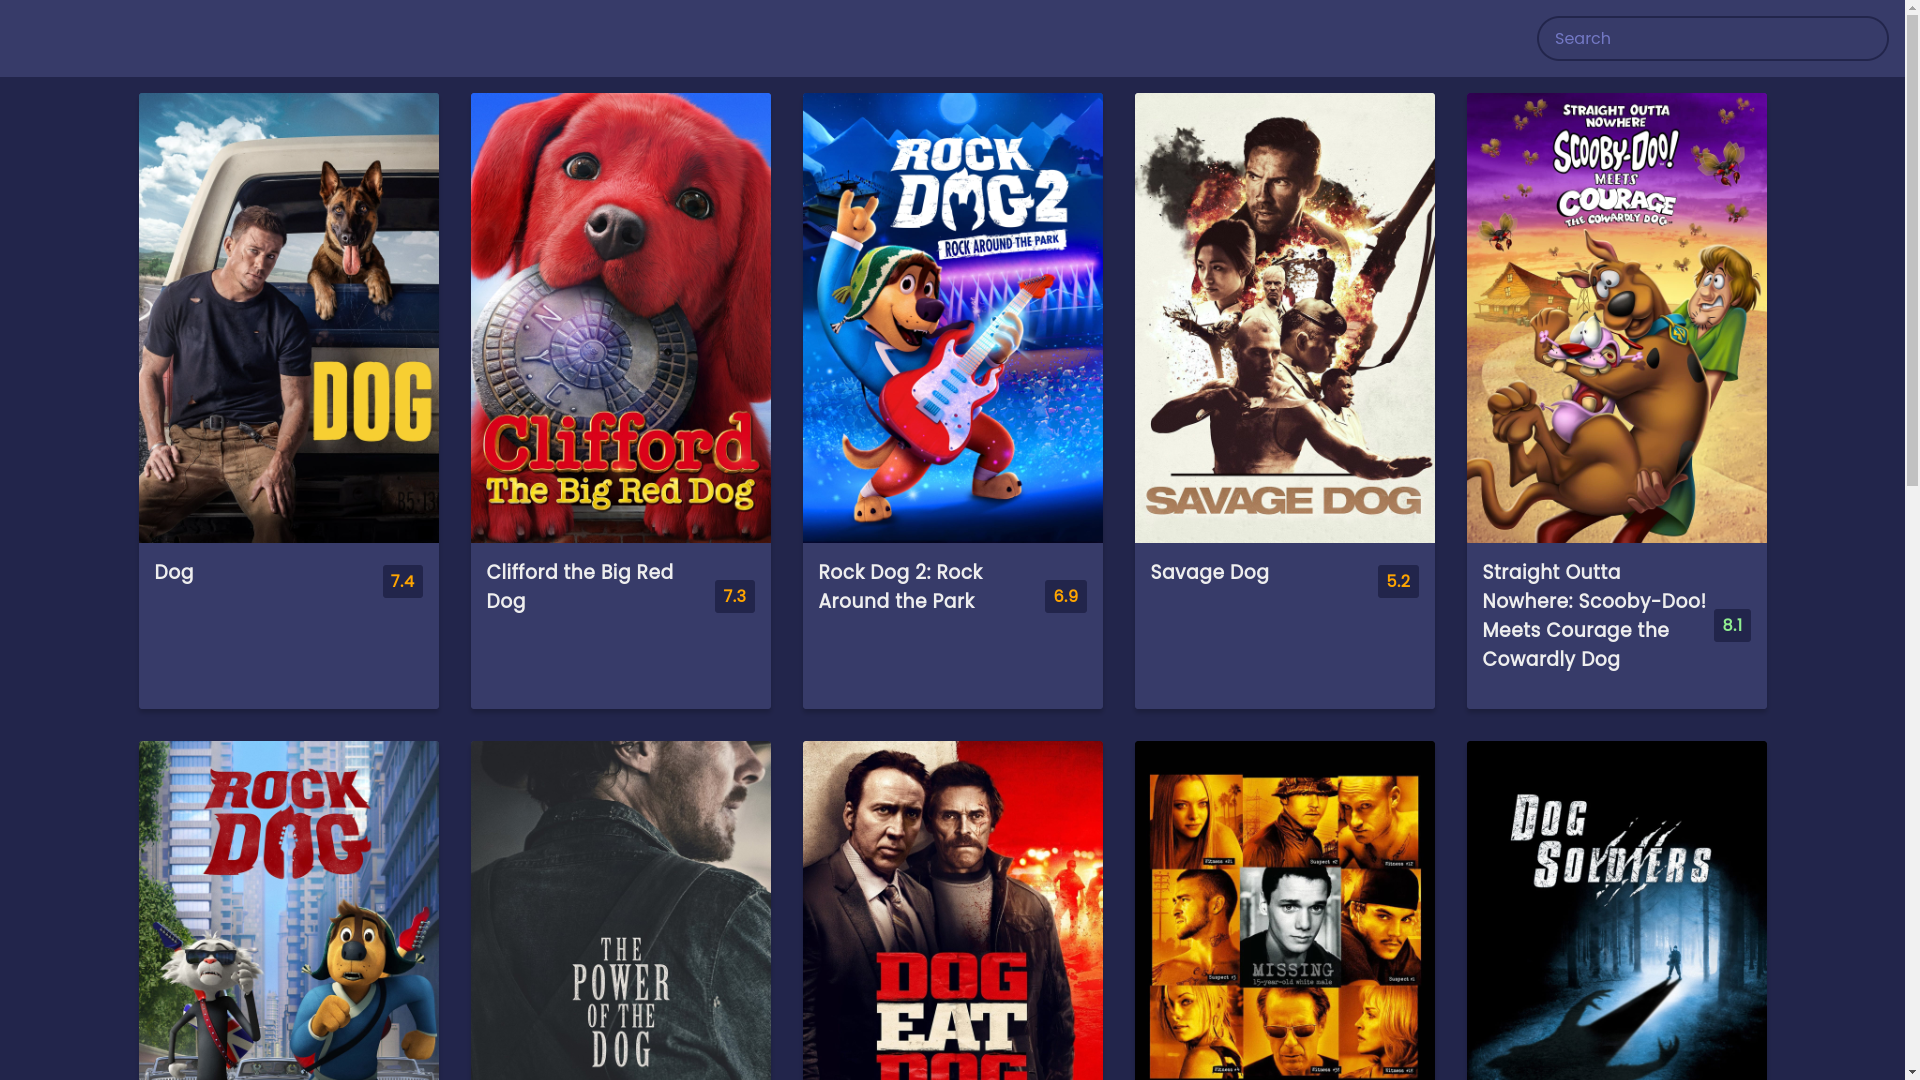 Search
DOG
N
Y
C
Clifford
The Big Red Dog
ROCK
DOG 2
ROCK AROUND THE PARK
SAVAGE DOG
STRAIGHT OUTTA
NOWHERE
SCOOBY-DOO!
MEETS
COURAGE
THE COWARDLY DOG
Dog
7.4
Clifford the Big Red
Dog
7.3
Rock Dog 2: Rock
Around the Park
6.9
Savage Dog
5.2
Straight Outta
Nowhere: Scooby-Doo!
Meets Courage the
Cowardly Dog
8.1
ROCK
DOG
THE
POWER
OF THE
DOG
DOG
EAT
DOG
MISSING
15-year-old white male
DOG
SOLDIERS